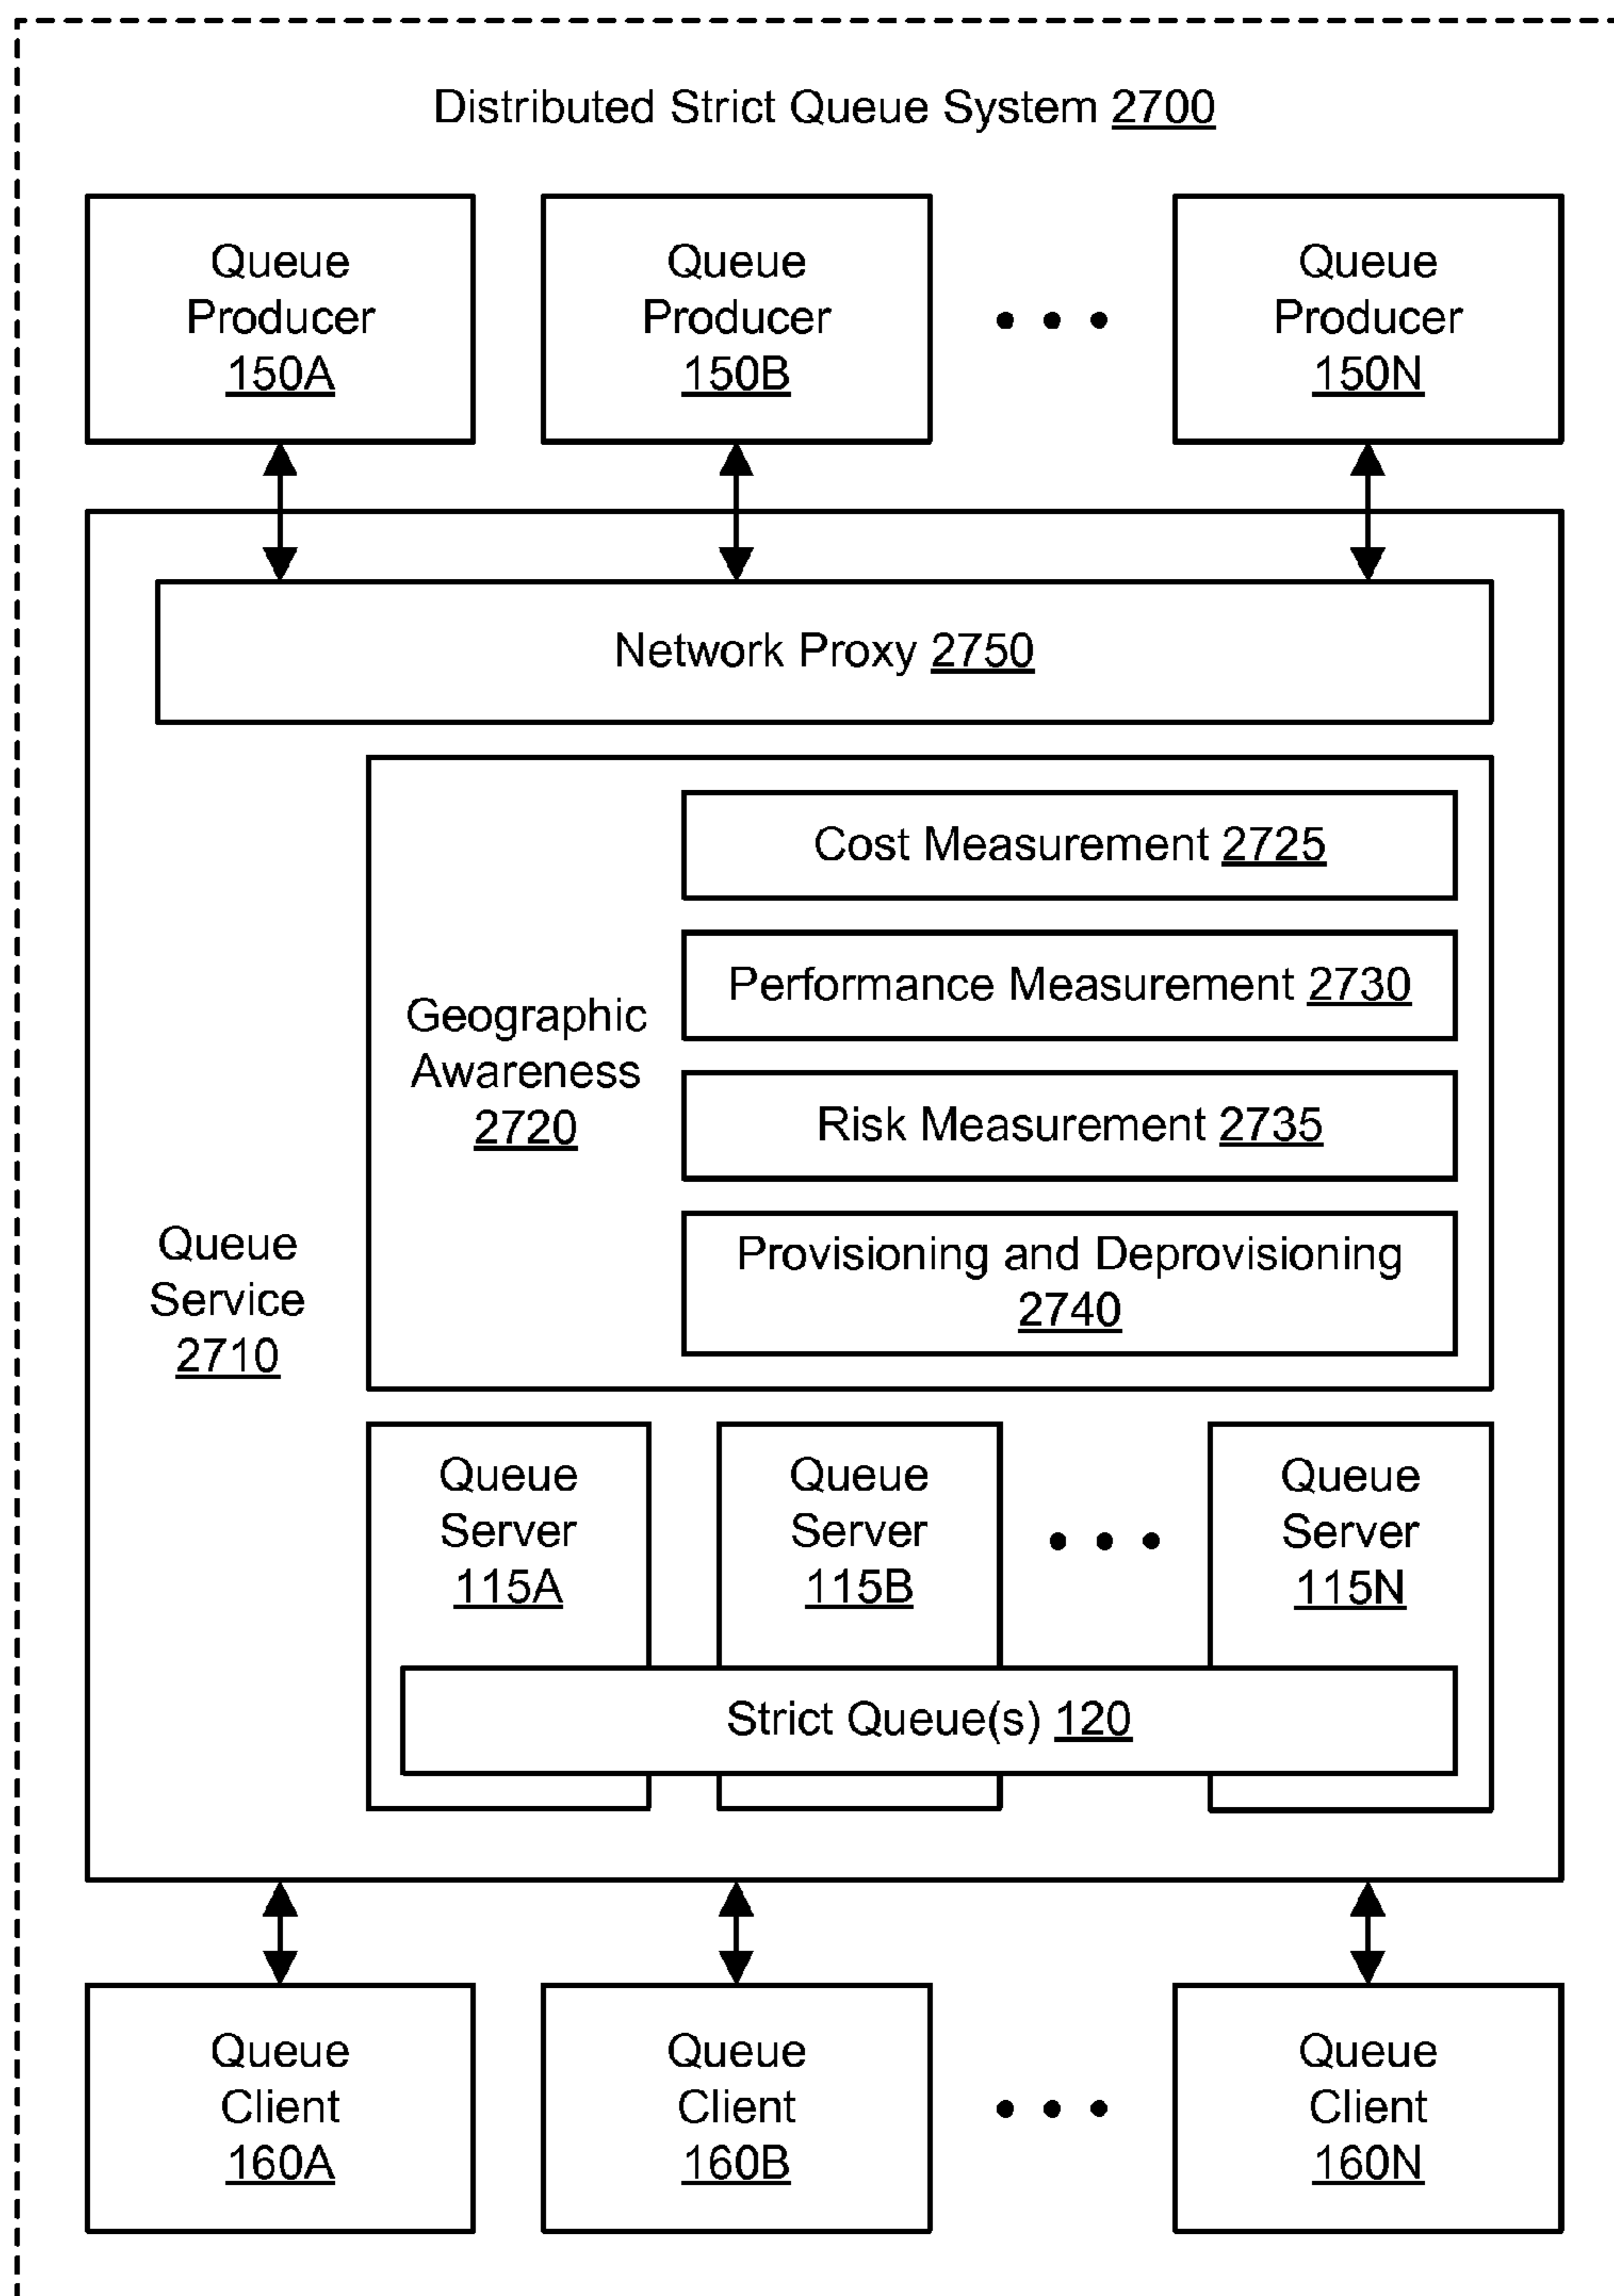 Distributed Strict Queue System 2700
Queue
Producer
150A
Queue
Producer
150B
Queue
Producer
150N
Network Proxy 2750
Cost Measurement 2725
Performance Measurement 2730
Geographic
Awareness
2720
Risk Measurement 2735
Provisioning and Deprovisioning
2740
Queue
Service
2710
Queue
Server
115A
Queue
Server
115B
Queue
Server
115N
Strict Queue(s) 120
Queue
Client
160A
Queue
Client
160B
Queue
Client
160N